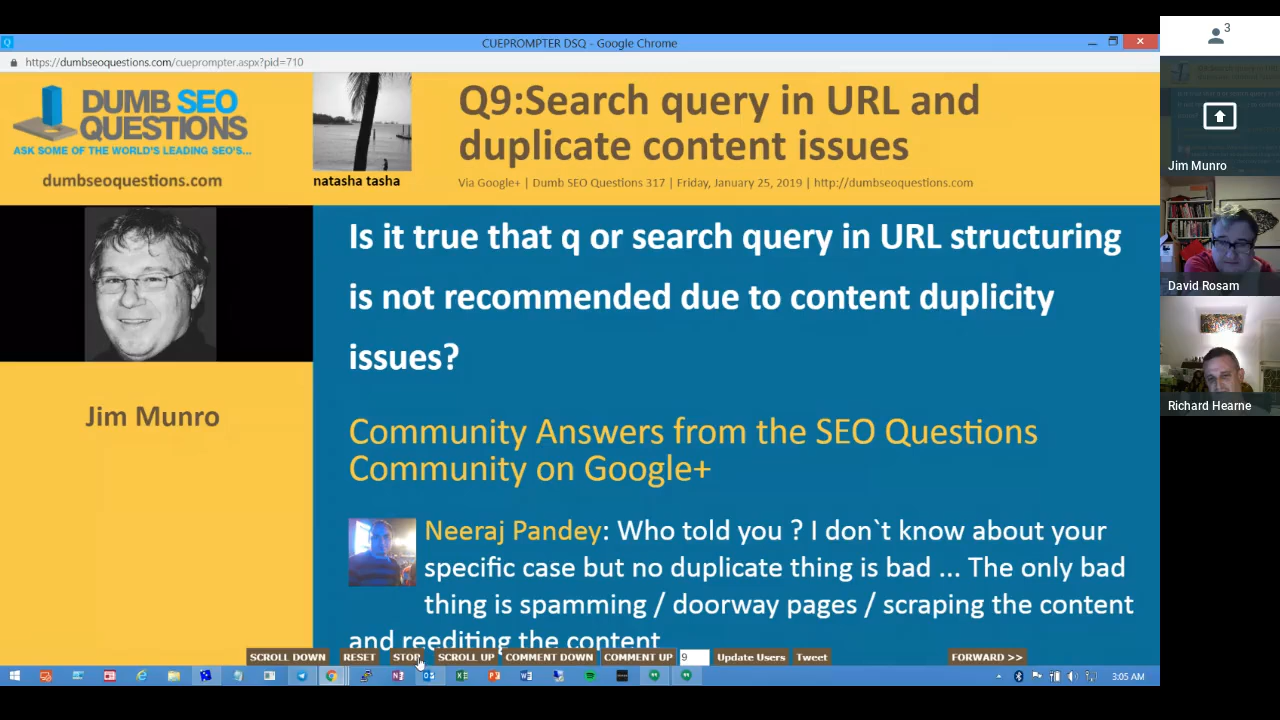 CUEPROMPTER DSQ - Google Chrome
https://dumbseoquestions.com/cueprompter.aspx?pid=710
DUMB SEO
QUESTIONS
ASK SOME OF THE WORLD'S LEADING SEO'S...
dumbseoquestions.com
natasha tasha
Q9:Search query in URL and
duplicate content issues
Via Google+ | Dumb SEO Questions 317 | Friday, January 25, 2019 | http://dumbseoquestions.com
Jim Munro
Is it true that q or search query in URL structuring
is not recommended due to content duplicity
issues?
Community Answers from the SEO Questions
Community on Google+
Neeraj Pandey: Who told you ? I don`t know about your
specific case but no duplicate thing is bad ... The only bad
thing is spamming / doorway pages / scraping the content
and reediting the content
SCROLL DOWN RESET STOP SCROLL UP COMMENT DOWN COMMENT UP 9 Update Users Tweet FORWARD >>
3:05 AM
3
Jim Munro
David Rosam
Richard Hearne